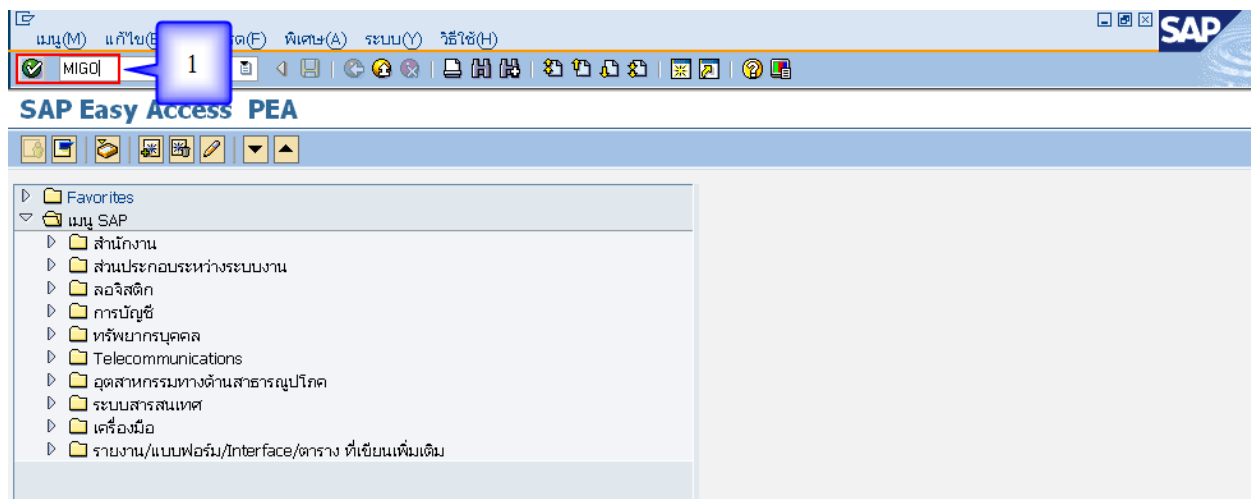 เมนู(M) แก้ไข(E) รด(F) พิเศษ(A) ระบบ(Y) วิธีใช้(H)
SAP
MIGO
1
SAP Easy Access PEA
Favorites
เมนู SAP
สำนักงาน
ส่วนประกอบระหว่างระบบงาน
ลอจิสติก
การบัญชี
ทรัพยากรบุคคล
Telecommunications
อุตสาหกรรมทางด้านสาธารณูปโภค
ระบบสารสนเทศ
เครื่องมือ
รายงาน/แบบฟอร์ม/Interface/ตาราง ที่เขียนเพิ่มเติม